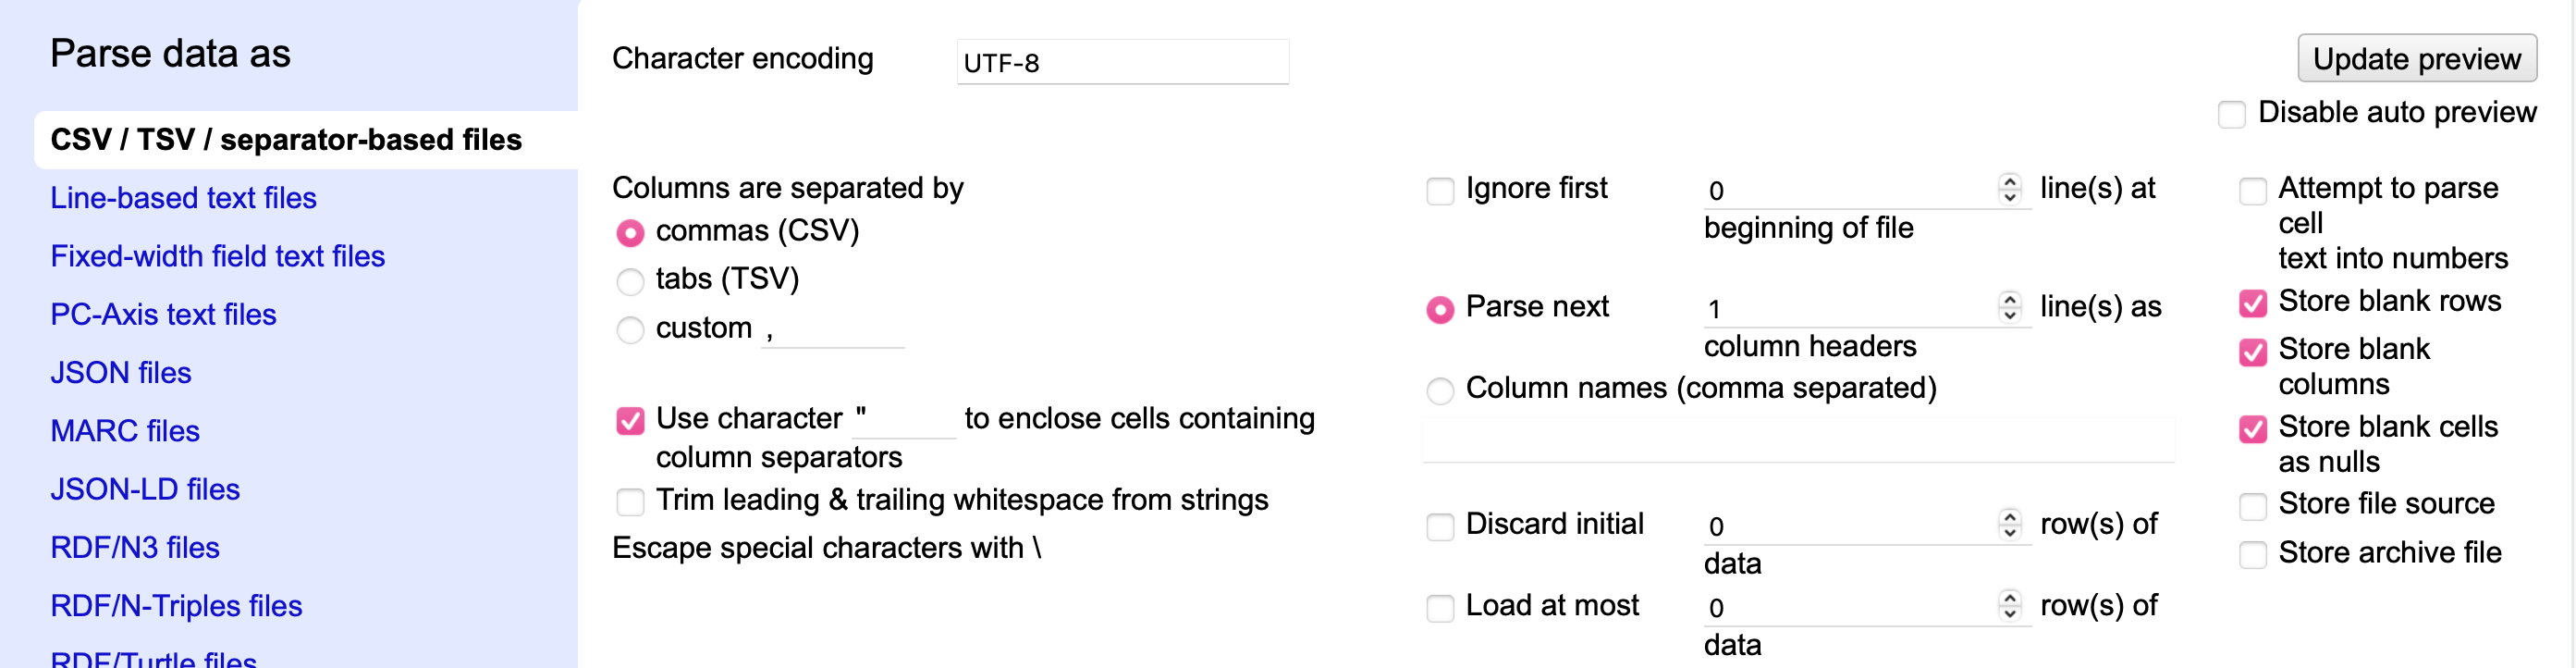 Parse data as
CSV / TSV / separator-based files
Line-based text files
Fixed-width field text files
PC-Axis text files
JSON files
MARC files
JSON-LD files
RDF/N3 files
RDF/N-Triples files
RDF/Turtle files
Character encoding UTF-8
Columns are separated by
commas (CSV)
tabs (TSV)
custom ,
Use character " to enclose cells containing
column separators
Trim leading & trailing whitespace from strings
Escape special characters with \
Ignore first 0 line(s) at
beginning of file
Parse next 1 line(s) as
column headers
Column names (comma separated)
Discard initial 0 row(s) of
data
Load at most 0 row(s) of
data
Update preview
Disable auto preview
Attempt to parse
cell
text into numbers
Store blank rows
Store blank
columns
Store blank cells
as nulls
Store file source
Store archive file